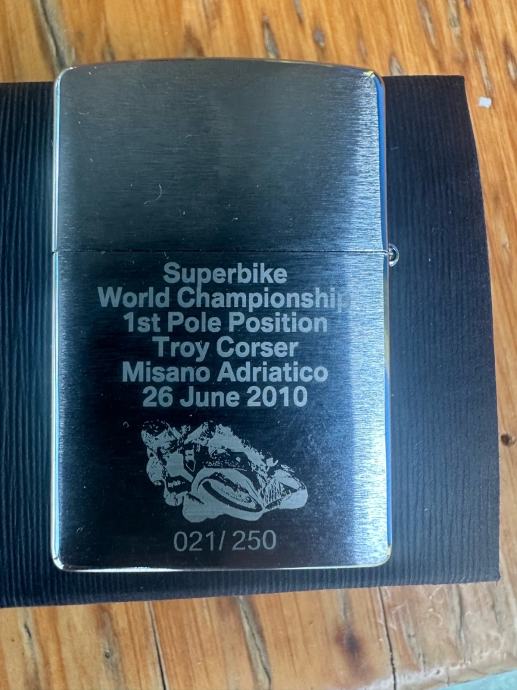 Superbike
World Championship
1st Pole Position
Troy Corser
Misano Adriatico
26 June 2010
021/ 250